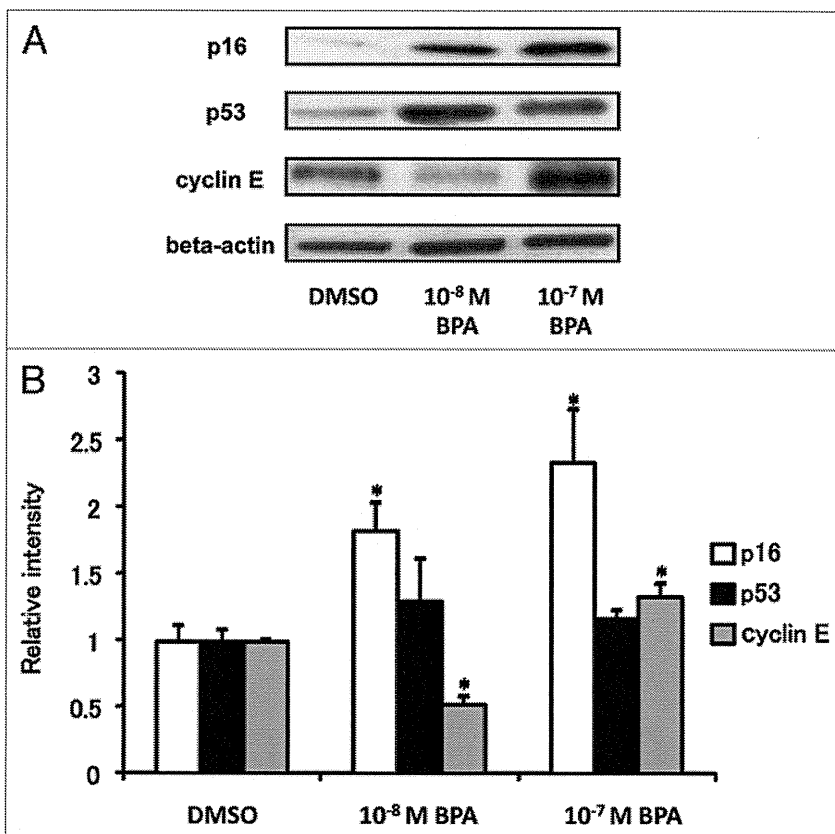 A
p16
p53
cyclin E
beta-actin
DMSO
10⁻⁸ M BPA
10⁻⁷ M BPA
B
Relative intensity
3
2.5
2
1.5
1
0.5
0
*
*
*
*
p16
p53
Cyclin E
DMSO
10⁻⁸ M BPA
10⁻⁷ M BPA